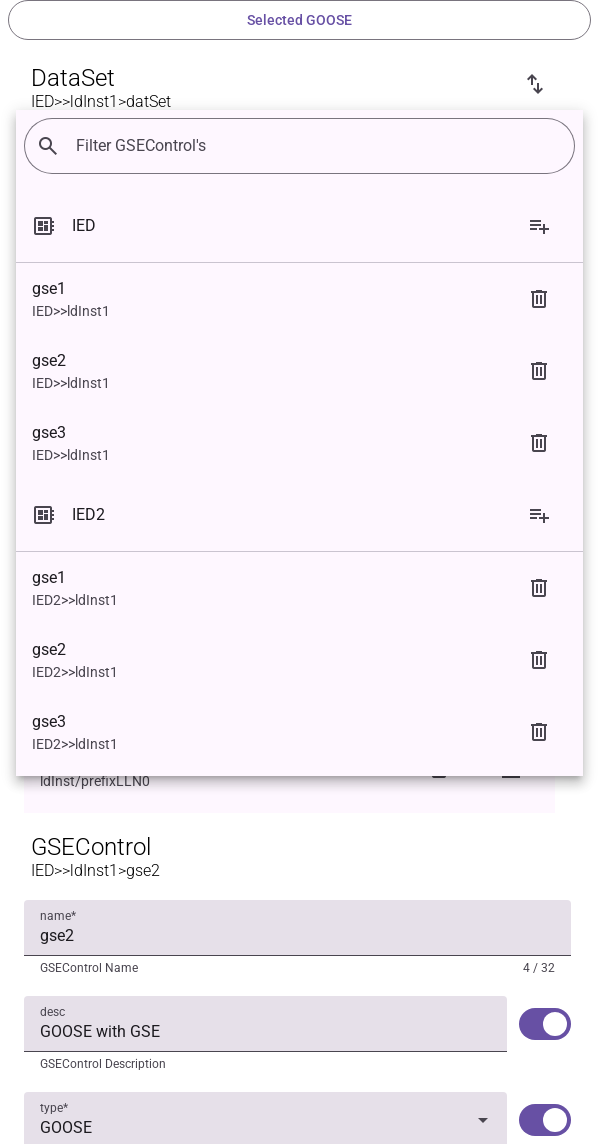 Selected GOOSE
DataSet
IED>>ldInst1>datSet
Filter GSEControl's
IED
gse1
IED>>ldInst1
gse2
IED>>ldInst1
gse3
IED>>ldInst1
IED2
gse1
IED2>>ldInst1
gse2
IED2>>ldInst1
gse3
IED2>>ldInst1
ldInst/prefixLLN0
GSEControl
IED>>ldInst1>gse2
name*
gse2
GSEControl Name 4 / 32
desc
GOOSE with GSE
GSEControl Description
type*
GOOSE